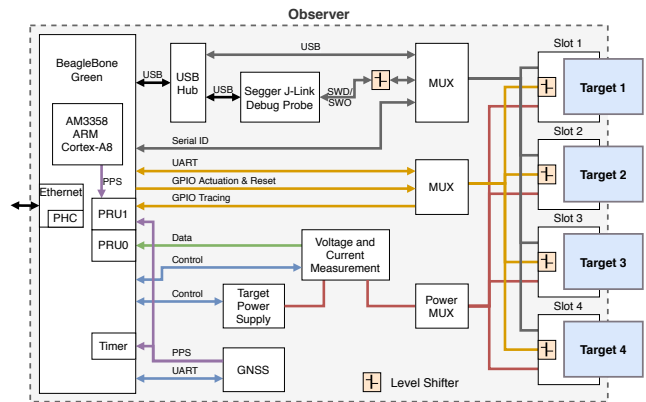 Observer
BeagleBone
Green
AM3358
ARM
Cortex-A8
PPS
Ethernet
PHC
PRU1
PRU0
Timer
USB
USB
Hub
USB
USB
Segger J-Link
Debug Probe
SWD/
SWO
MUX
Serial ID
UART
GPIO Actuation & Reset
GPIO Tracing
MUX
Data
Control
Voltage and
Current
Measurement
Control
Target
Power
Supply
Power
MUX
PPS
UART
GNSS
Level Shifter
Slot 1
Target 1
Slot 2
Target 2
Slot 3
Target 3
Slot 4
Target 4